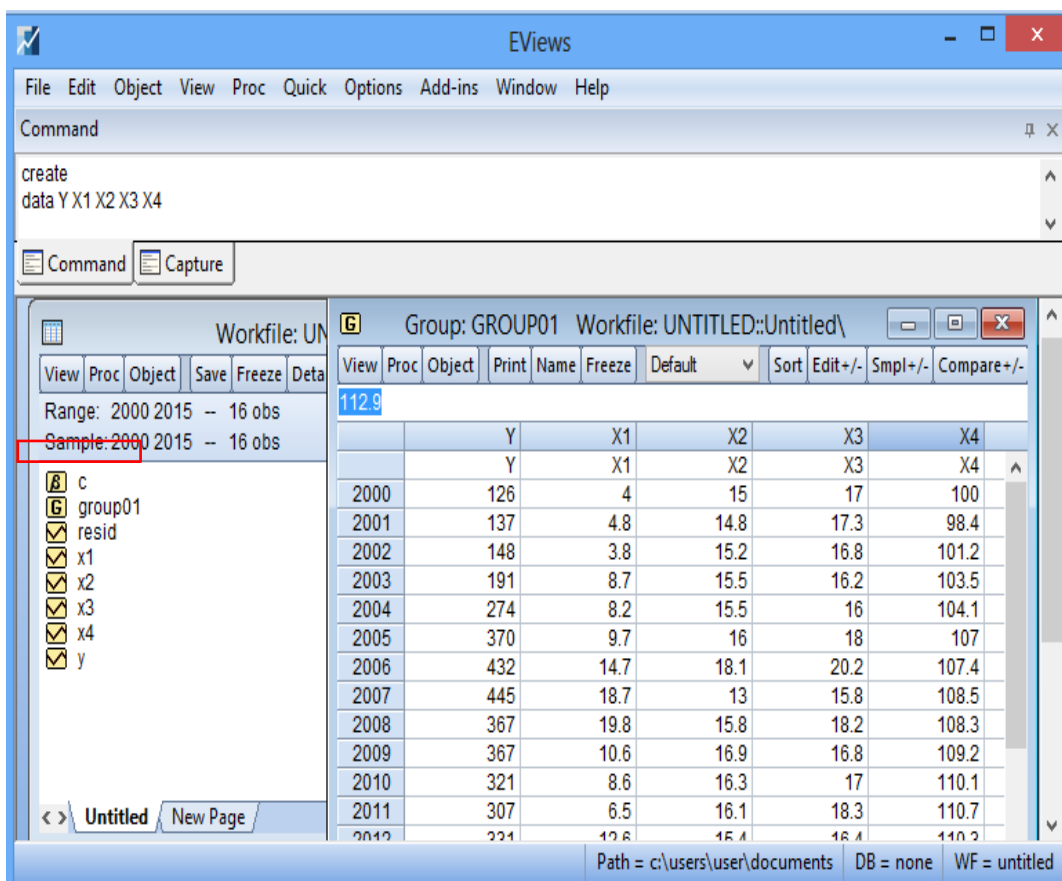 EViews
File Edit Object View Proc Quick Options Add-ins Window Help
Command
create
data Y X1 X2 X3 X4
Command Capture
Workfile: UN
View Proc Object Save Freeze Deta
Range: 2000 2015 -- 16 obs
Sample: 2000 2015 -- 16 obs
c
group01
resid
x1
x2
x3
x4
y
Untitled New Page
Group: GROUP01 Workfile: UNTITLED::Untitled\
View Proc Object Print Name Freeze Default Sort Edit+/- Smpl+/- Compare+/-
112.9
Y X1 X2 X3 X4
Y X1 X2 X3 X4
2000 126 4 15 17 100
2001 137 4.8 14.8 17.3 98.4
2002 148 3.8 15.2 16.8 101.2
2003 191 8.7 15.5 16.2 103.5
2004 274 8.2 15.5 16 104.1
2005 370 9.7 16 18 107
2006 432 14.7 18.1 20.2 107.4
2007 445 18.7 13 15.8 108.5
2008 367 19.8 15.8 18.2 108.3
2009 367 10.6 16.9 16.8 109.2
2010 321 8.6 16.3 17 110.1
2011 307 6.5 16.1 18.3 110.7
2012 331 12.6 15.4 16.4 110.3
Path = c:\users\user\documents DB = none WF = untitled